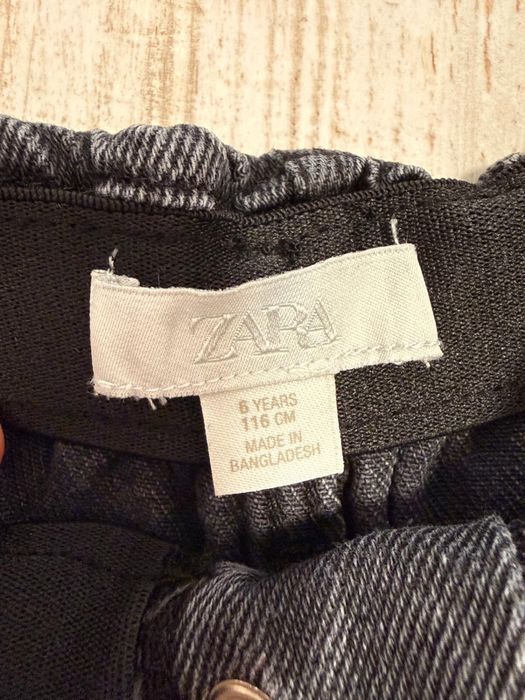 ZARA
6 YEARS
116 CM
MADE IN
BANGLADESH